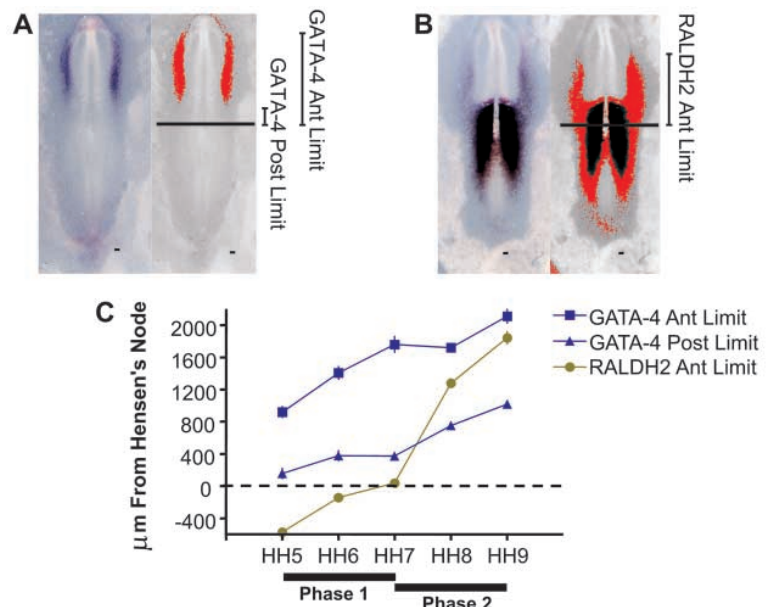 A
GATA-4 Ant Limit
GATA-4 Post Limit
B
RALDH2 Ant Limit
C
μm From Hensen's Node
2000
1600
1200
800
400
0
-400
HH5 HH6 HH7 HH8 HH9
Phase 1
Phase 2
GATA-4 Ant Limit
GATA-4 Post Limit
RALDH2 Ant Limit